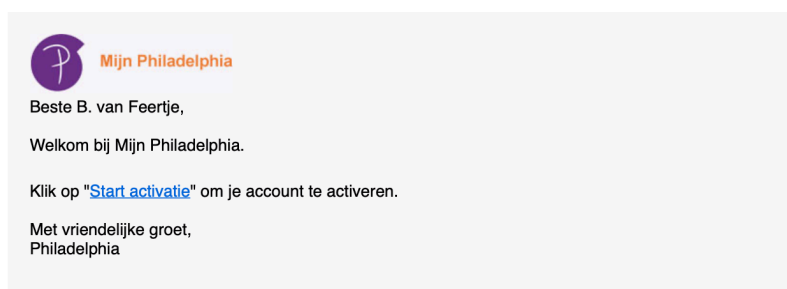 Mijn Philadelphia
Beste B. van Feertje,
Welkom bij Mijn Philadelphia.
Klik op "Start activatie" om je account te activeren.
Met vriendelijke groet,
Philadelphia